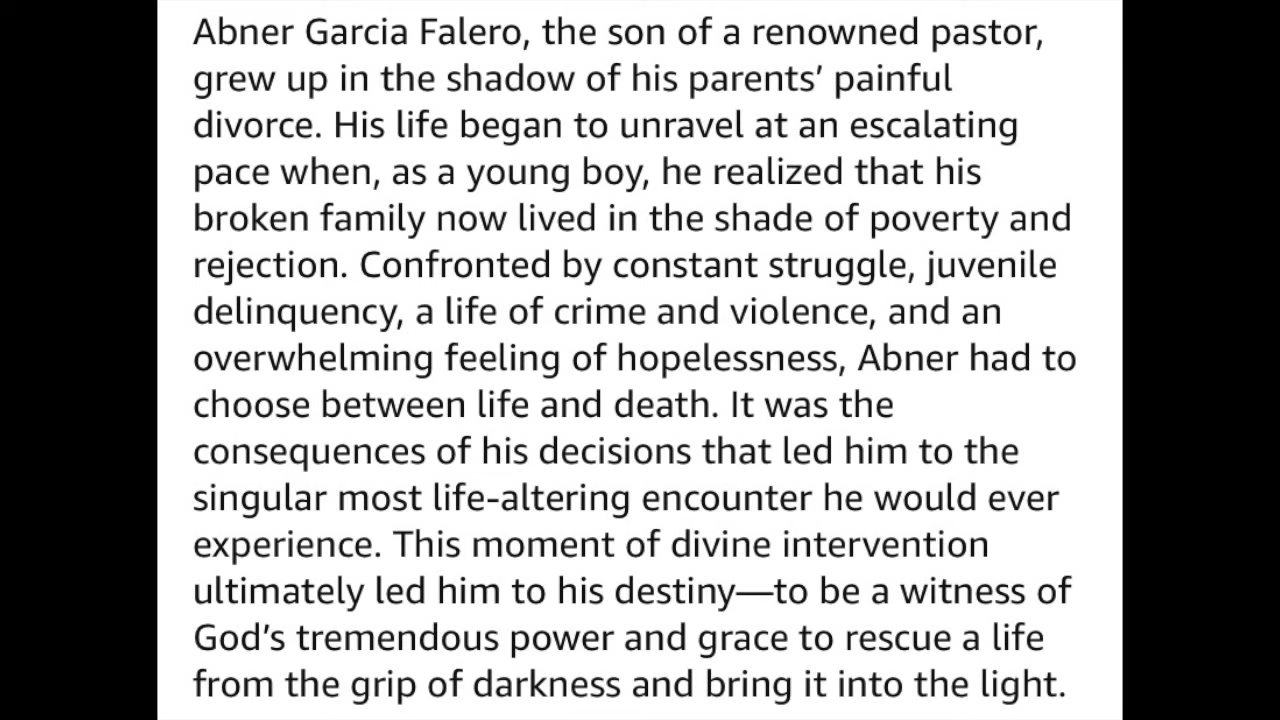 Abner Garcia Falero, the son of a renowned pastor,
grew up in the shadow of his parents’ painful
divorce. His life began to unravel at an escalating
pace when, as a young boy, he realized that his
broken family now lived in the shade of poverty and
rejection. Confronted by constant struggle, juvenile
delinquency, a life of crime and violence, and an
overwhelming feeling of hopelessness, Abner had to
choose between life and death. It was the
consequences of his decisions that led him to the
singular most life-altering encounter he would ever
experience. This moment of divine intervention
ultimately led him to his destiny—to be a witness of
God’s tremendous power and grace to rescue a life
from the grip of darkness and bring it into the light.